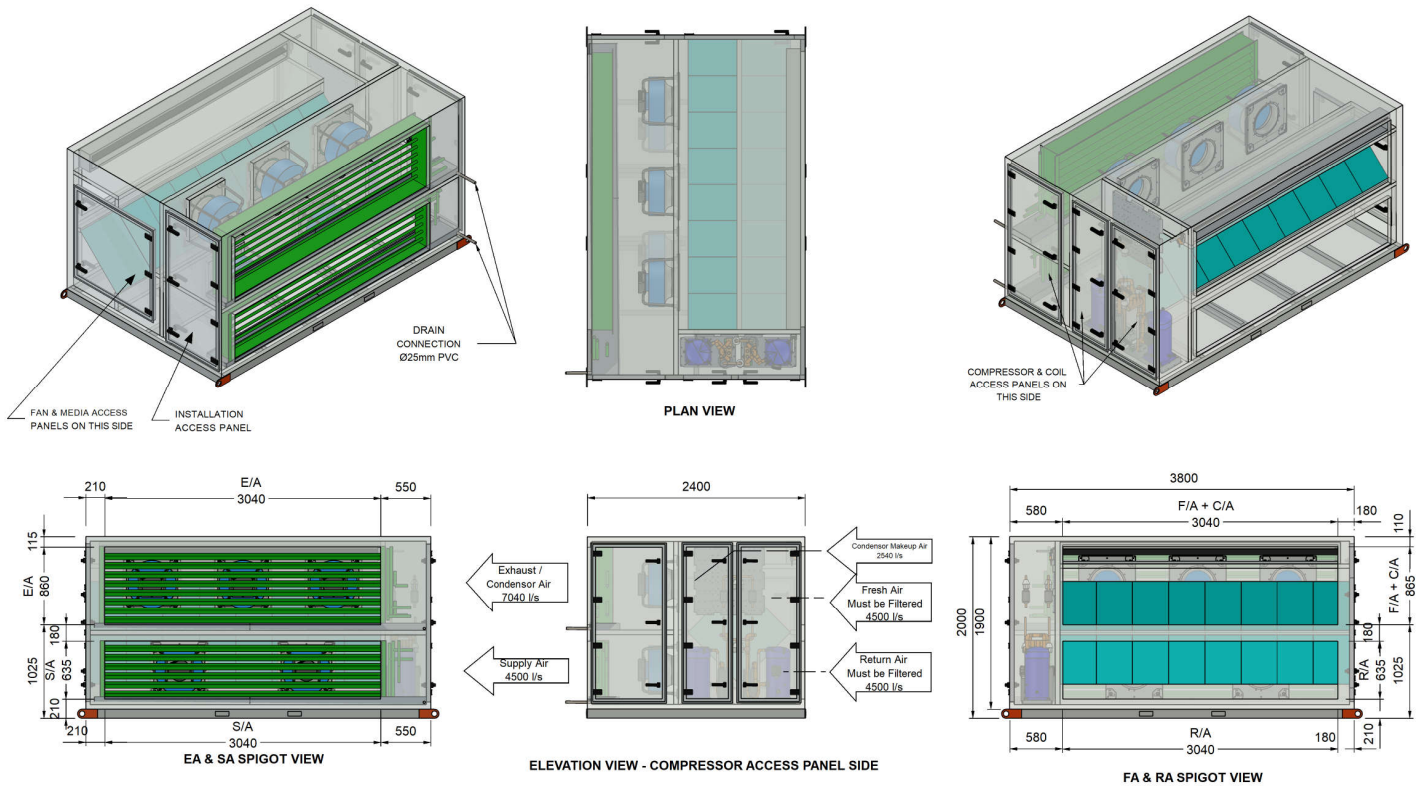 DRAIN
CONNECTION
Ø25mm PVC
FAN & MEDIA ACCESS
PANELS ON THIS SIDE
INSTALLATION
ACCESS PANEL
PLAN VIEW
COMPRESSOR & COIL
ACCESS PANELS ON
THIS SIDE
210
E/A
3040
550
115
E/A
860
180
1025
S/A
635
210
210
S/A
3040
550
EA & SA SPIGOT VIEW
2400
Exhaust /
Condensor Air
7040 l/s
Supply Air
4500 l/s
Condensor Makeup Air
2540 l/s
Fresh Air
Must be Filtered
4500 l/s
Return Air
Must be Filtered
4500 l/s
ELEVATION VIEW - COMPRESSOR ACCESS PANEL SIDE
3800
580
F/A + C/A
3040
180
110
F/A + C/A
865
2000
1900
180
R/A
635
1025
210
580
R/A
3040
180
FA & RA SPIGOT VIEW